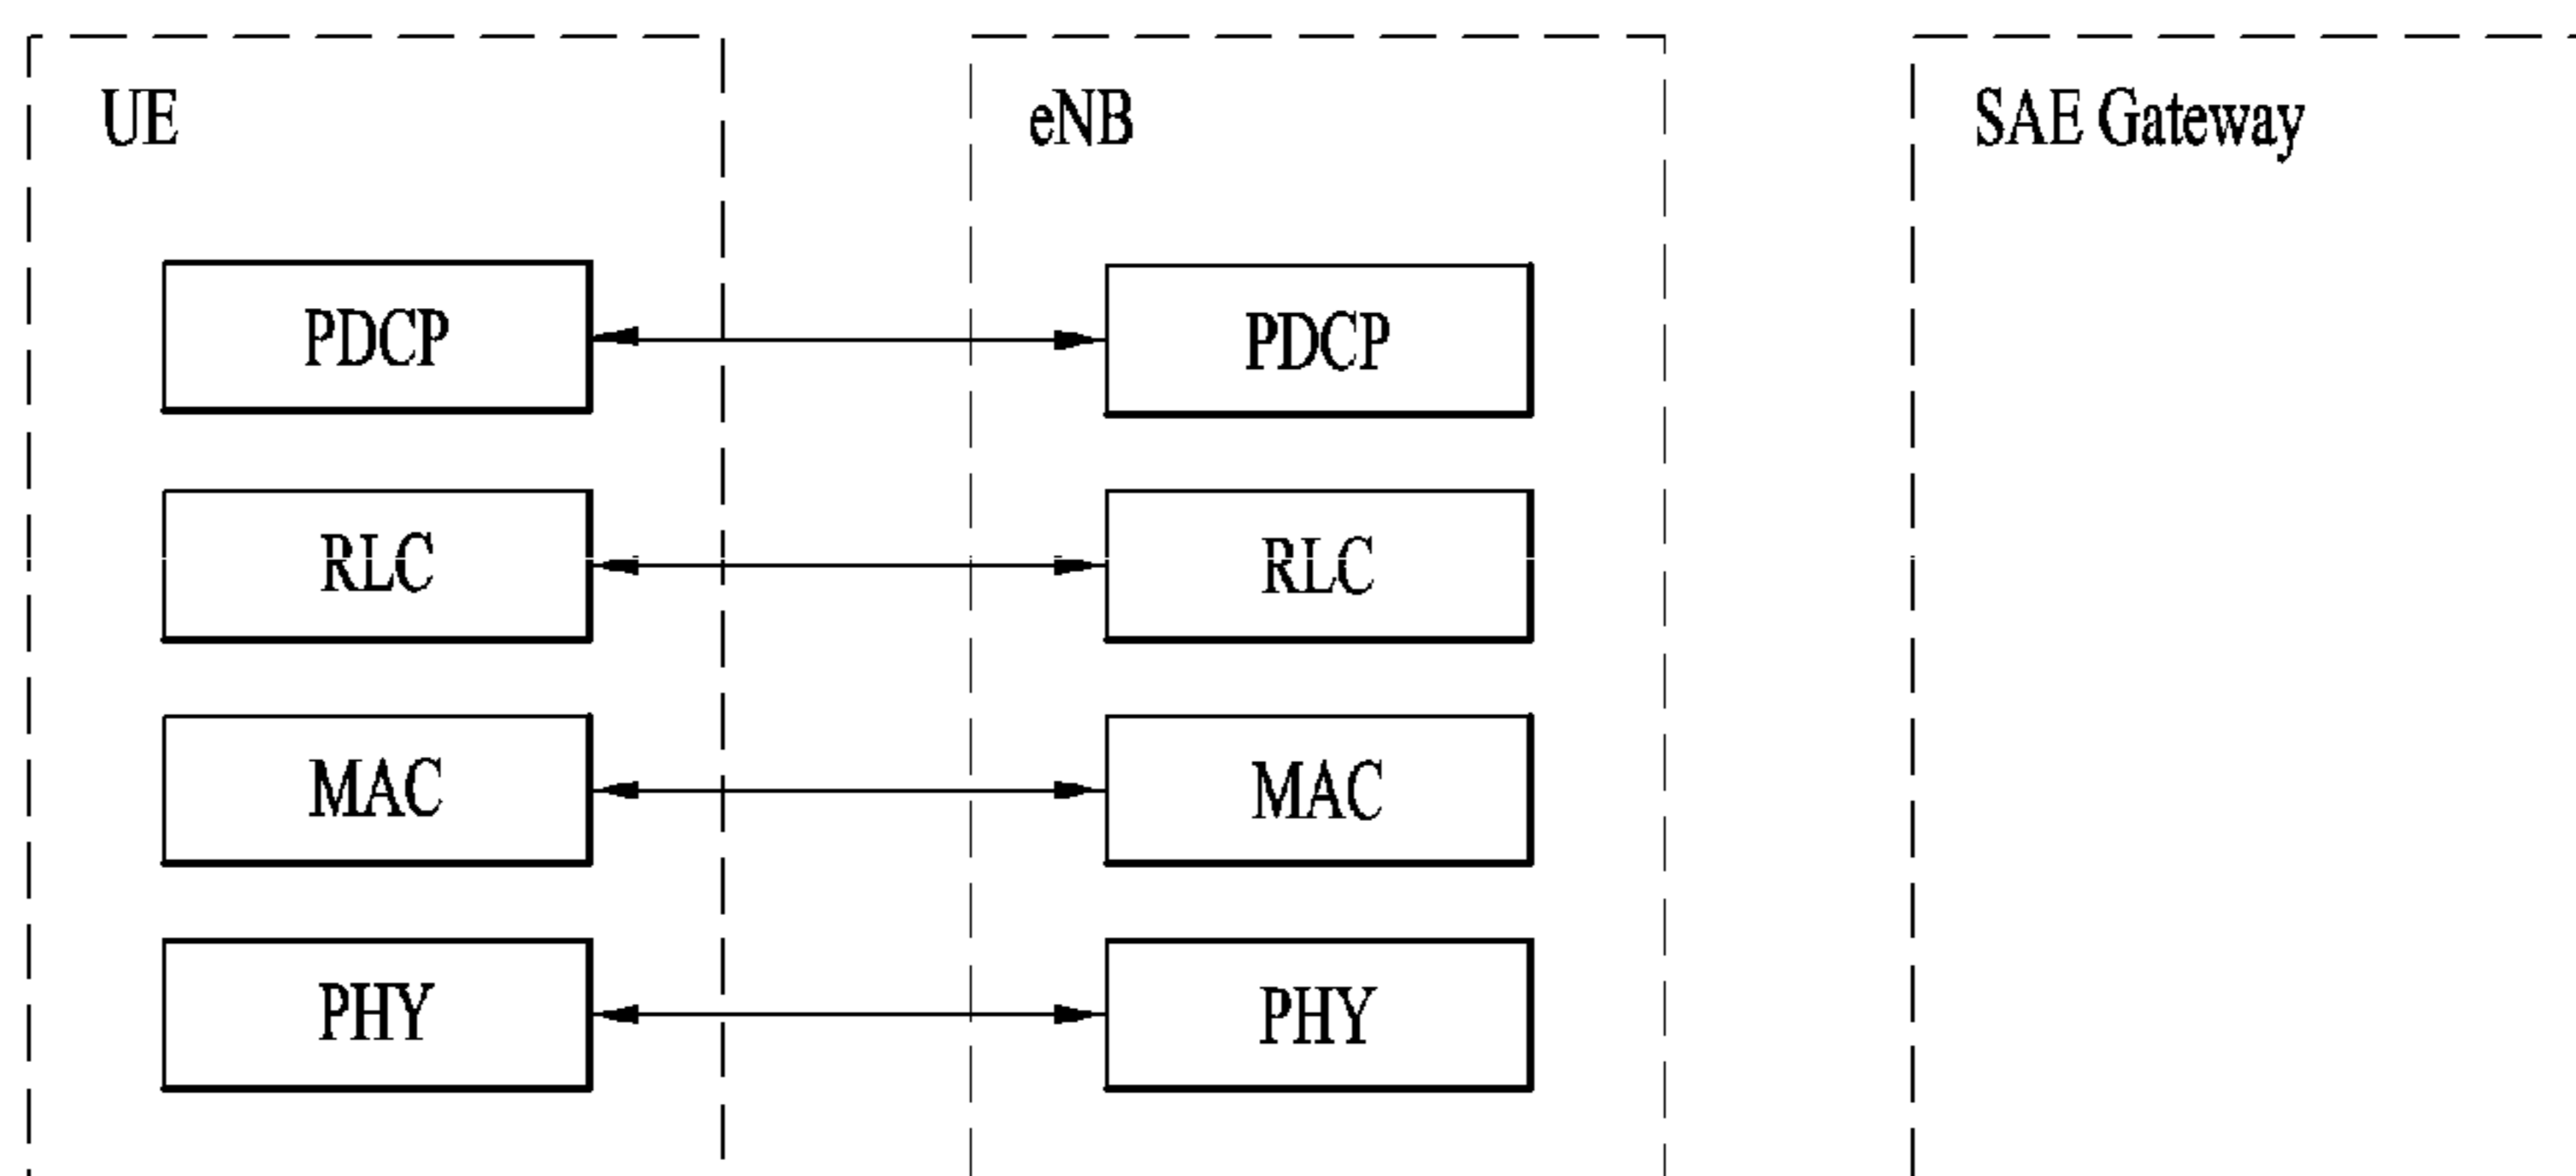 UE
eNB
SAE Gateway
PDCP
PDCP
RLC
RLC
MAC
MAC
PHY
PHY